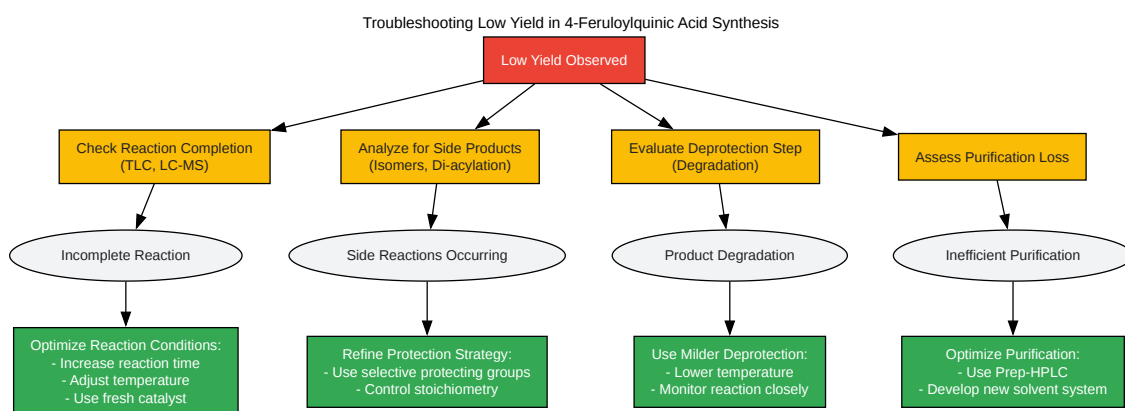 Troubleshooting Low Yield in 4-Feruloylquinic Acid Synthesis
Low Yield Observed
Check Reaction Completion
(TLC, LC-MS)
Analyze for Side Products
(Isomers, Di-acylation)
Evaluate Deprotection Step
(Degradation)
Assess Purification Loss
Incomplete Reaction
Side Reactions Occurring
Product Degradation
Inefficient Purification
Optimize Reaction Conditions:
- Increase reaction time
- Adjust temperature
- Use fresh catalyst
Refine Protection Strategy:
- Use selective protecting groups
- Control stoichiometry
Use Milder Deprotection:
- Lower temperature
- Monitor reaction closely
Optimize Purification:
- Use Prep-HPLC
- Develop new solvent system